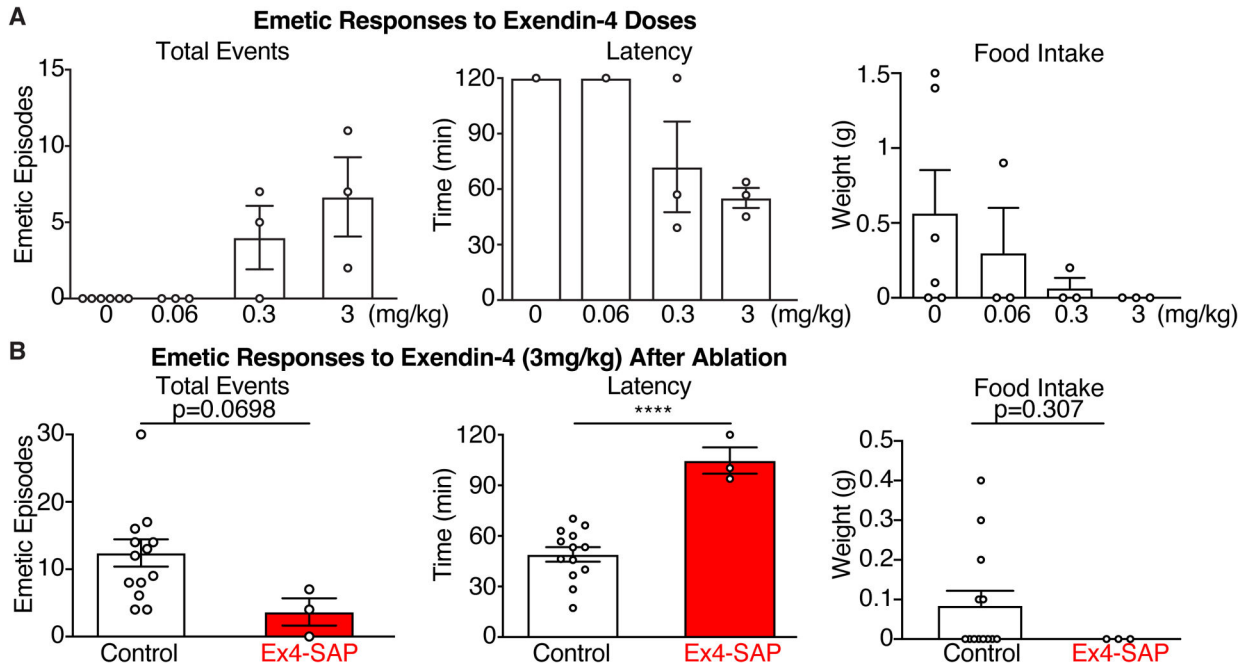 A
Emetic Responses to Exendin-4 Doses
Total Events
Latency
Food Intake
Emetic Episodes
15
10
5
0
0 0.06 0.3 3 (mg/kg)
Time (min)
120
90
60
30
0
0 0.06 0.3 3 (mg/kg)
Weight (g)
1.5
1
0.5
0
0 0.06 0.3 3 (mg/kg)
B
Emetic Responses to Exendin-4 (3mg/kg) After Ablation
Total Events
Latency
Food Intake
p=0.0698
****
p=0.307
Emetic Episodes
30
20
10
0
Control Ex4-SAP
Time (min)
120
90
60
30
0
Control Ex4-SAP
Weight (g)
0.5
0.4
0.3
0.2
0.1
0
Control Ex4-SAP